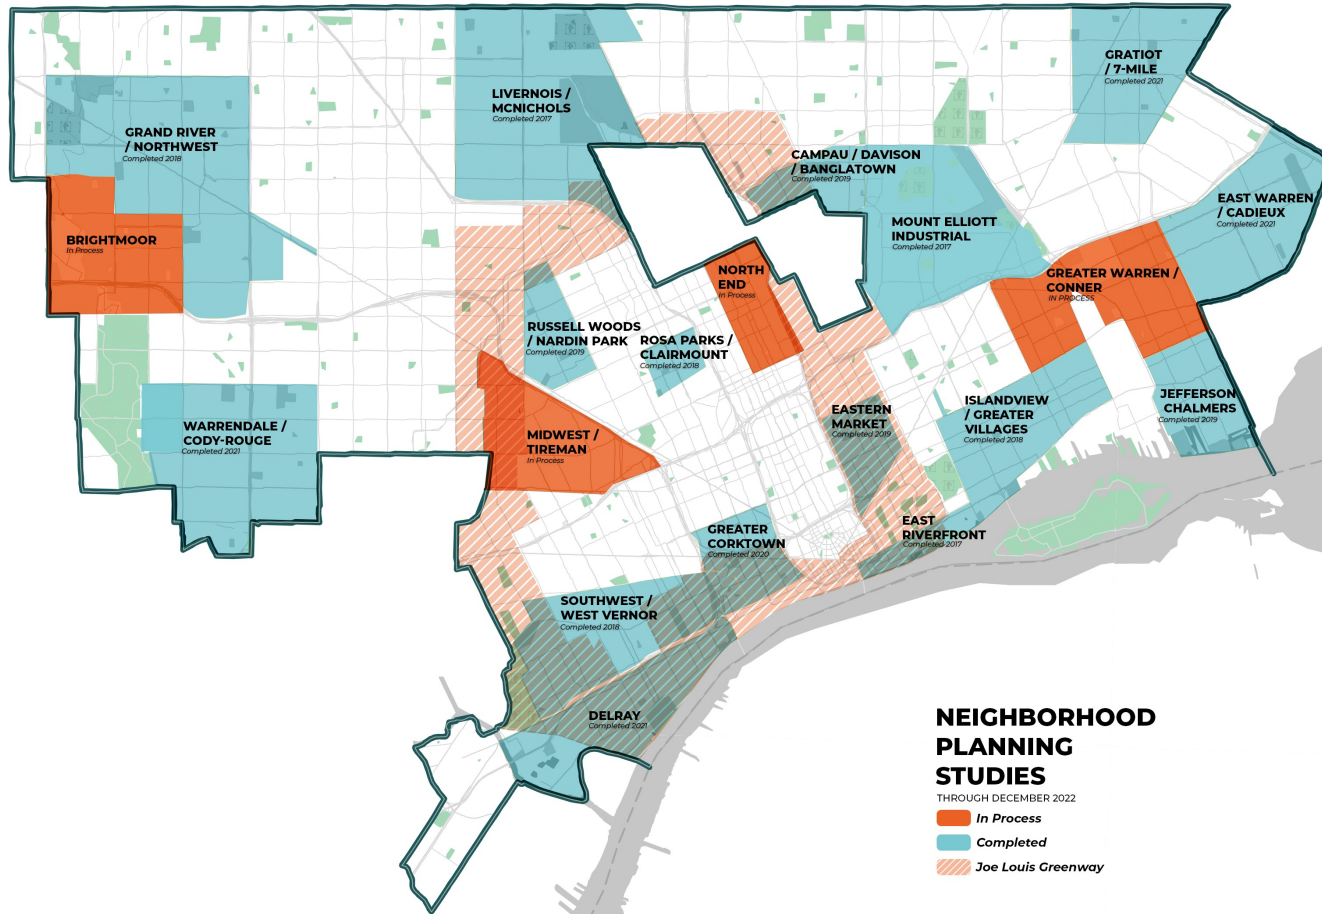 GRATIOT
/ 7-MILE
Completed 2021
LIVERNOIS /
MCNICHOLS
Completed 2017
GRAND RIVER
/ NORTHWEST
Completed 2018
CAMPAU / DAVISON
/ BANGLATOWN
Completed 2019
EAST WARREN
/ CADIEUX
Completed 2021
MOUNT ELLIOTT
INDUSTRIAL
Completed 2017
BRIGHTMOOR
In Process
NORTH
END
In Process
GREATER WARREN /
CONNER
IN PROCESS
RUSSELL WOODS
/ NARDIN PARK
Completed 2019
ROSA PARKS /
CLAIRMOUNT
Completed 2018
JEFFERSON
CHALMERS
Completed 2019
ISLANDVIEW
/ GREATER
VILLAGES
Completed 2018
EASTERN
MARKET
Completed 2019
WARRENDALE /
CODY-ROUGE
Completed 2021
MIDWEST /
TIREMAN
In Process
GREATER
CORKTOWN
Completed 2020
EAST
RIVERFRONT
Completed 2017
SOUTHWEST /
WEST VERNOR
Completed 2018
DELRAY
Completed 2021
NEIGHBORHOOD
PLANNING
STUDIES
THROUGH DECEMBER 2022
In Process
Completed
Joe Louis Greenway